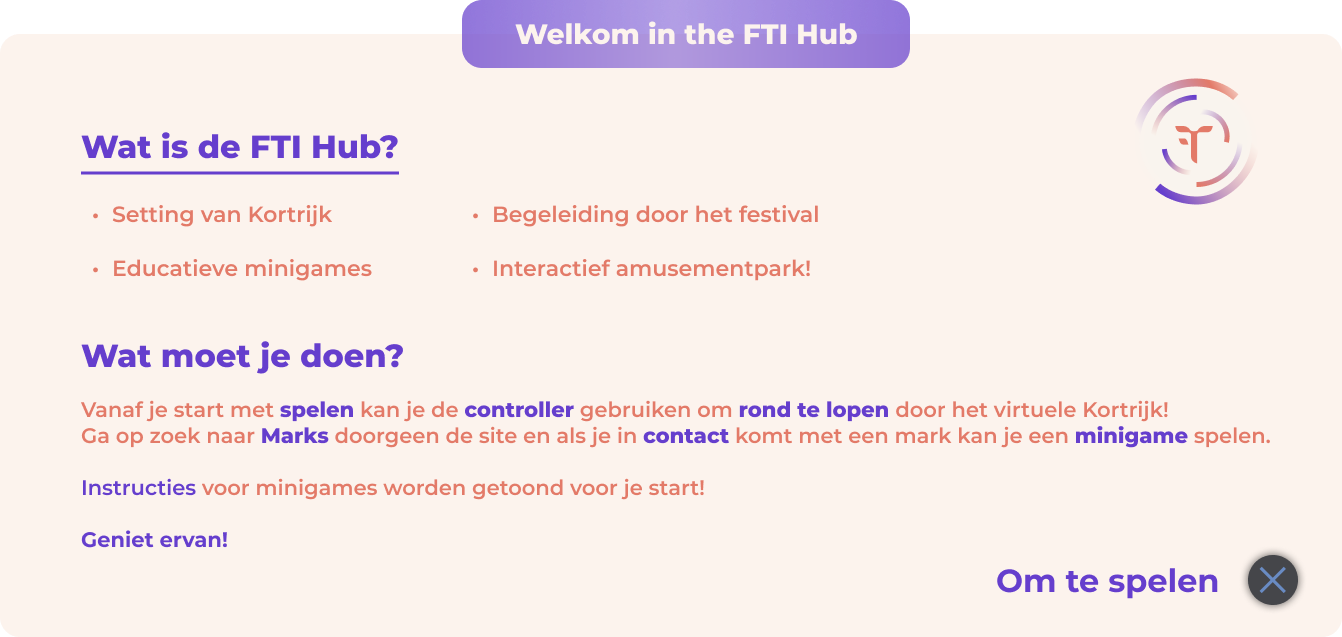 Welkom in the FTI Hub
Wat is de FTI Hub?
• Setting van Kortrijk
• Begeleiding door het festival
• Educatieve minigames
• Interactief amusementpark!
Wat moet je doen?
Vanaf je start met spelen kan je de controller gebruiken om rond te lopen door het virtuele Kortrijk!
Ga op zoek naar Marks doorgeen de site en als je in contact komt met een mark kan je een minigame spelen.
Instructies voor minigames worden getoond voor je start!
Geniet ervan!
Om te spelen